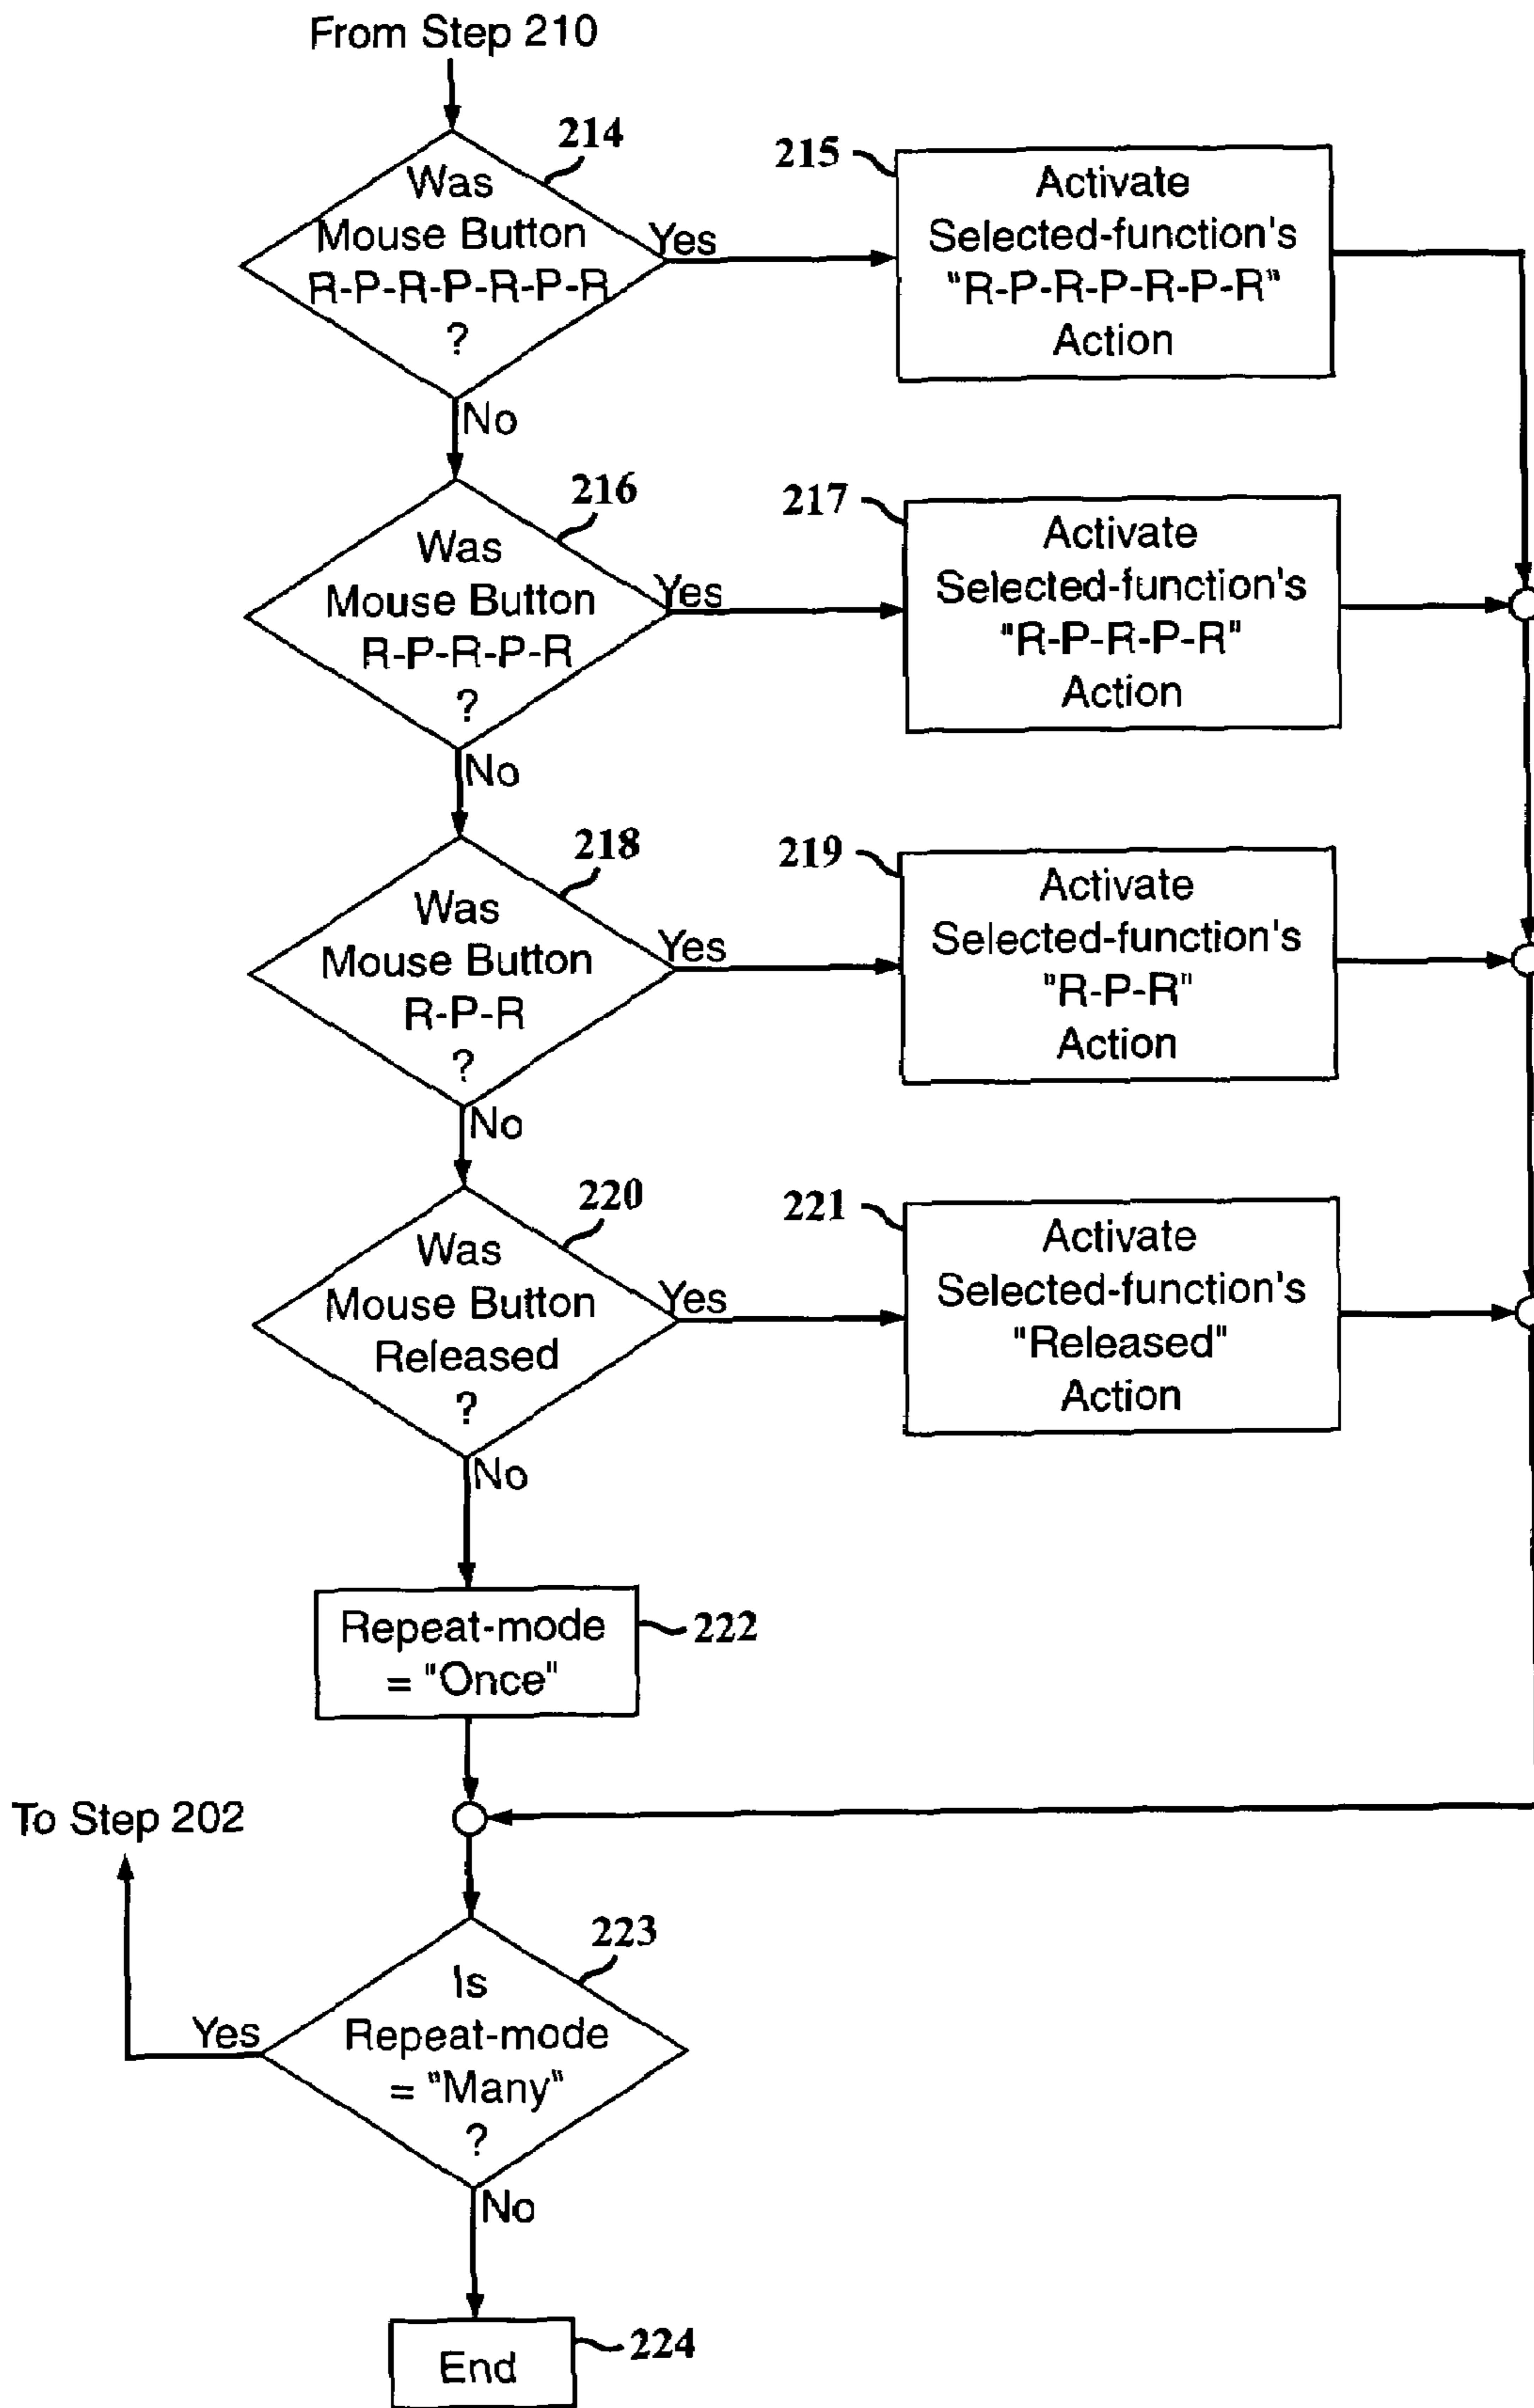 From Step 210
214
Was
Mouse Button
R-P-R-P-R-P-R
?
Yes
No
215
Activate
Selected-function's
"R-P-R-P-R-P-R"
Action
216
Was
Mouse Button
R-P-R-P-R
?
Yes
No
217
Activate
Selected-function's
"R-P-R-P-R"
Action
218
Was
Mouse Button
R-P-R
?
Yes
No
219
Activate
Selected-function's
"R-P-R"
Action
220
Was
Mouse Button
Released
?
Yes
No
221
Activate
Selected-function's
"Released"
Action
Repeat-mode
= "Once"
222
To Step 202
223
Is
Repeat-mode
= "Many"
?
Yes
No
End
224